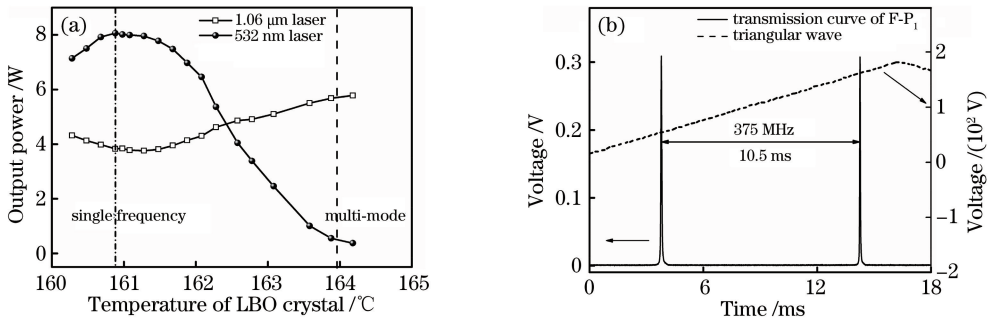 (a)
1.06 μm laser
532 nm laser
8
6
4
2
0
Output power /W
single frequency
multi-mode
160
161
162
163
164
165
Temperature of LBO crystal /℃
(b)
transmission curve of F-P₁
triangular wave
0.3
0.2
0.1
0
Voltage /V
375 MHz
10.5 ms
2
1
0
−1
−2
Voltage /(10² V)
0
6
12
18
Time /ms